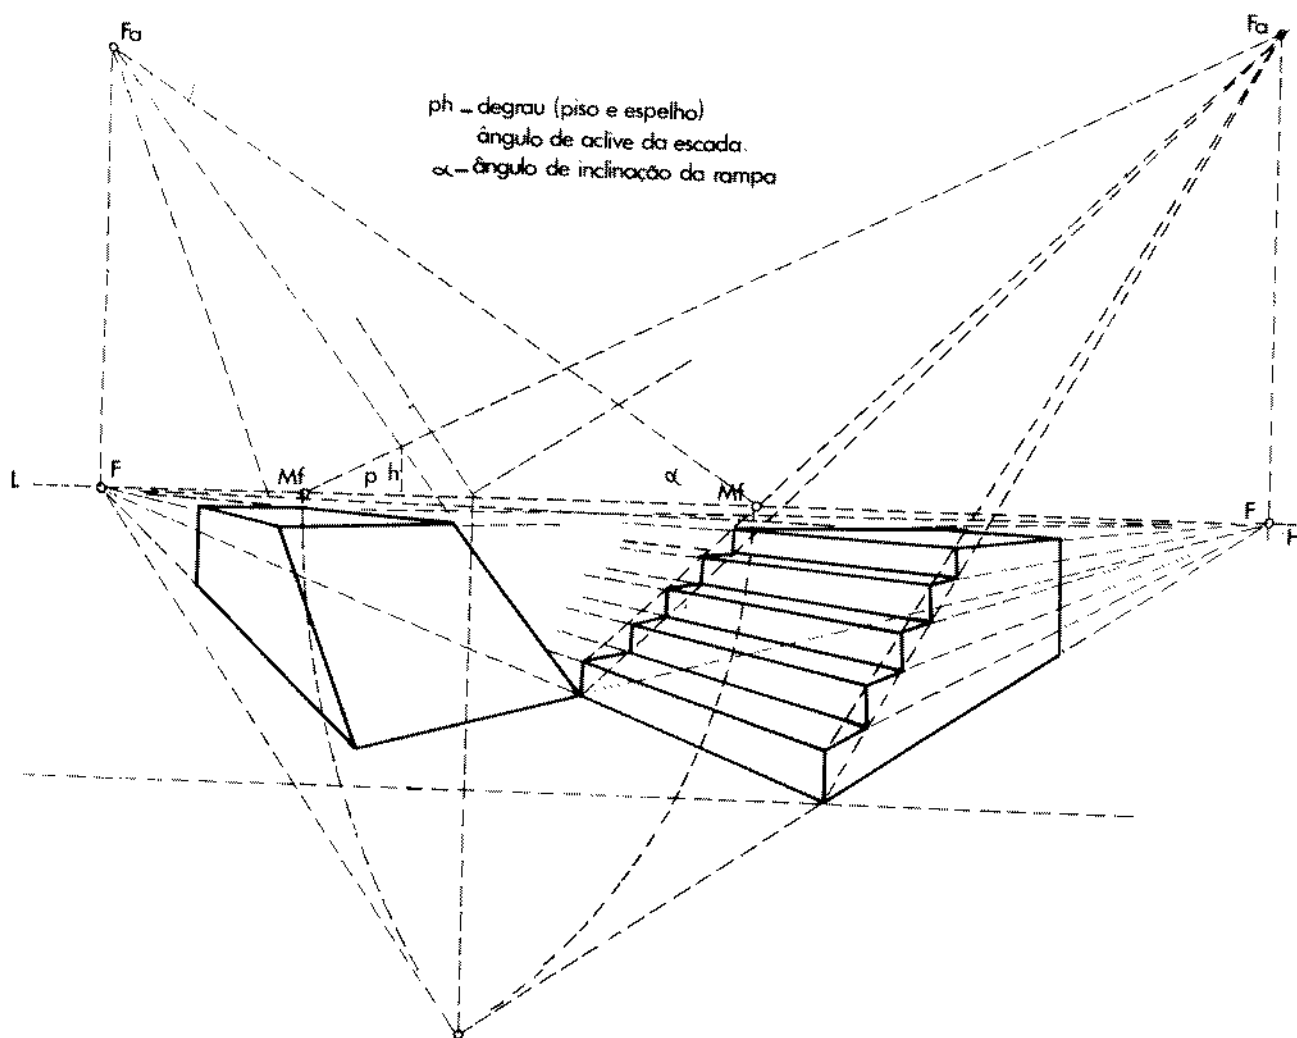 Fa
Fa
ph – degrau (piso e espelho)
ângulo de aclive da escada.
α – ângulo de inclinação da rampa
L
F
Mf
p h
α
Mf
F
H